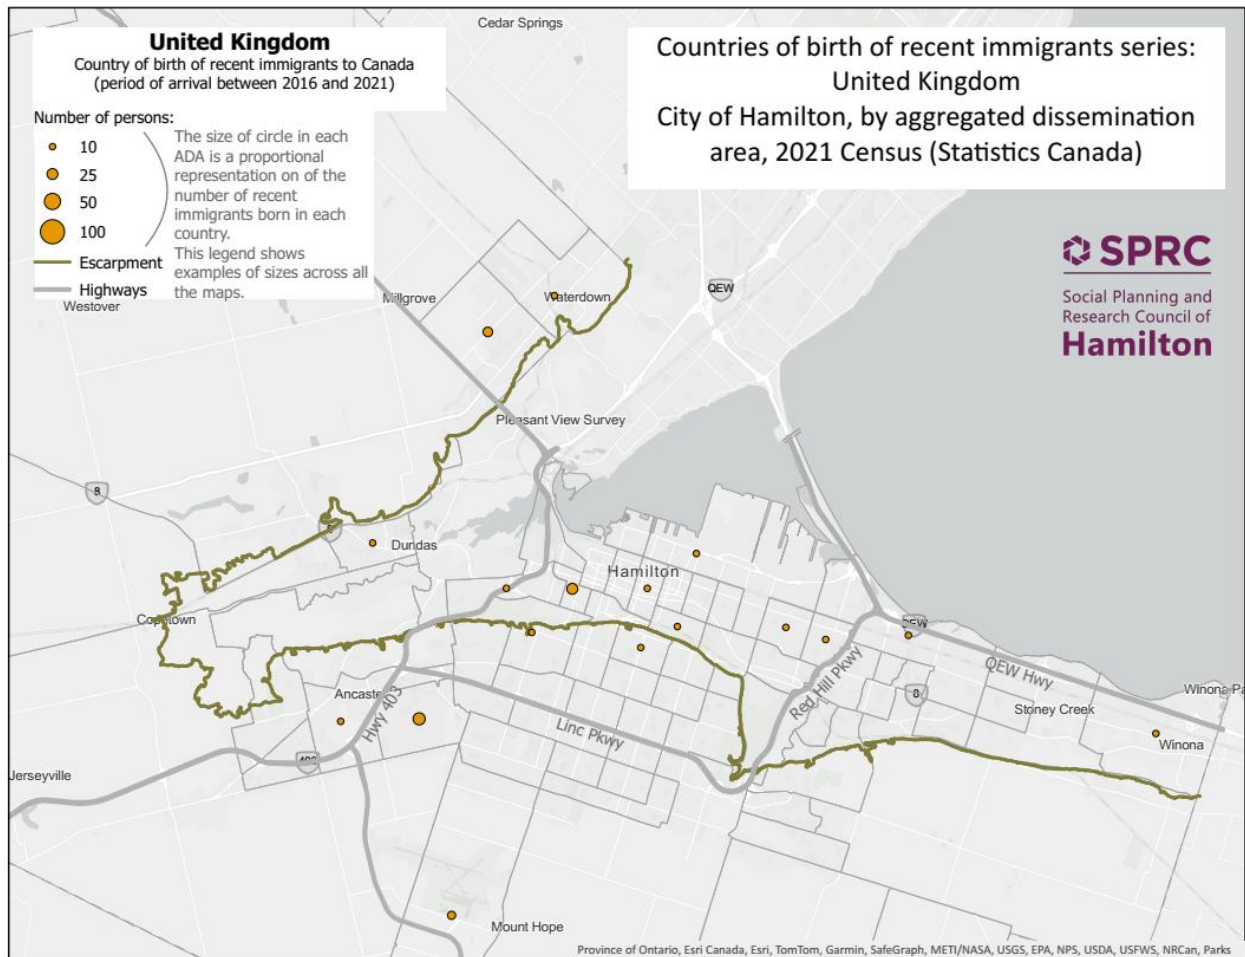 Cedar Springs
United Kingdom
Country of birth of recent immigrants to Canada
(period of arrival between 2016 and 2021)
Number of persons:
10
25
50
100
The size of circle in each
ADA is a proportional
representation on of the
number of recent
immigrants born in each
country.
This legend shows
examples of sizes across all
the maps.
Escarpment
Highways
Countries of birth of recent immigrants series:
United Kingdom
City of Hamilton, by aggregated dissemination
area, 2021 Census (Statistics Canada)
SPRC
Social Planning and
Research Council of
Hamilton
Westover
Millgrove
Waterdown
QEW
Pleasant View Survey
8
Dundas
Hamilton
Copetown
QEW
Ancaster
Hwy 403
403
Linc Pkwy
Red Hill Pkwy
QEW Hwy
8
Stoney Creek
Winona Pa
Winona
Jerseyville
Mount Hope
Province of Ontario, Esri Canada, Esri, TomTom, Garmin, SafeGraph, METI/NASA, USGS, EPA, NPS, USDA, USFWS, NRCan, Parks